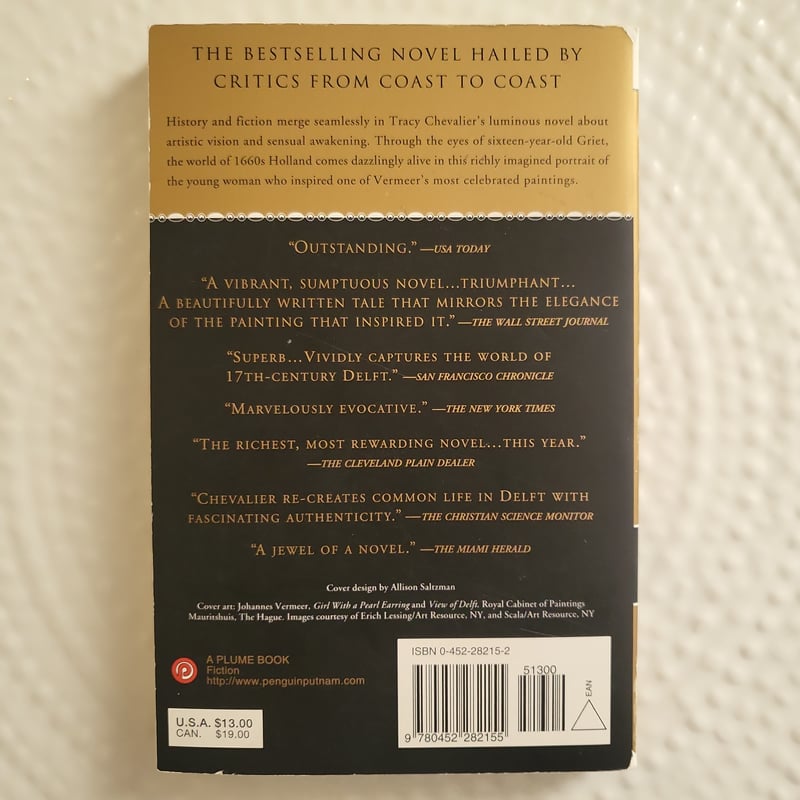 THE BESTSELLING NOVEL HAILED BY
CRITICS FROM COAST TO COAST
History and fiction merge seamlessly in Tracy Chevalier's luminous novel about
artistic vision and sensual awakening. Through the eyes of sixteen-year-old Griet,
the world of 1660s Holland comes dazzlingly alive in this richly imagined portrait of
the young woman who inspired one of Vermeer's most celebrated paintings.
"OUTSTANDING." —USA TODAY
"A VIBRANT, SUMPTUOUS NOVEL...TRIUMPHANT...
A BEAUTIFULLY WRITTEN TALE THAT MIRRORS THE ELEGANCE
OF THE PAINTING THAT INSPIRED IT." —THE WALL STREET JOURNAL
"SUPERB...VIVIDLY CAPTURES THE WORLD OF
17TH-CENTURY DELFT." —SAN FRANCISCO CHRONICLE
"MARVELOUSLY EVOCATIVE." —THE NEW YORK TIMES
"THE RICHEST, MOST REWARDING NOVEL...THIS YEAR."
—THE CLEVELAND PLAIN DEALER
"CHEVALIER RE-CREATES COMMON LIFE IN DELFT WITH
FASCINATING AUTHENTICITY." —THE CHRISTIAN SCIENCE MONITOR
"A JEWEL OF A NOVEL." —THE MIAMI HERALD
Cover design by Allison Saltzman
Cover art: Johannes Vermeer, Girl With a Pearl Earring and View of Delft, Royal Cabinet of Paintings
Mauritshuis, The Hague. Images courtesy of Erich Lessing/Art Resource, NY, and Scala/Art Resource, NY
A PLUME BOOK
Fiction
http://www.penguinputnam.com
U.S.A. $13.00
CAN. $19.00
ISBN 0-452-28215-2
51300
9 780452 282155
EAN